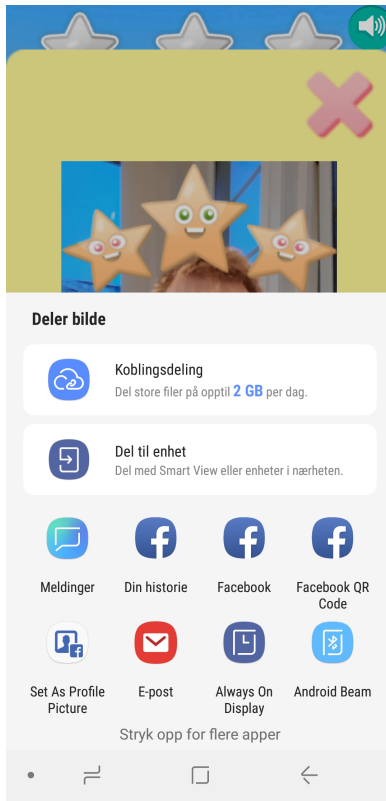 Deler bilde
Koblingsdeling
Del store filer på opptil 2 GB per dag.
Del til enhet
Del med Smart View eller enheter i nærheten.
Meldinger
Din historie
Facebook
Facebook QR
Code
Set As Profile
Picture
E-post
Always On
Display
Android Beam
Stryk opp for flere apper